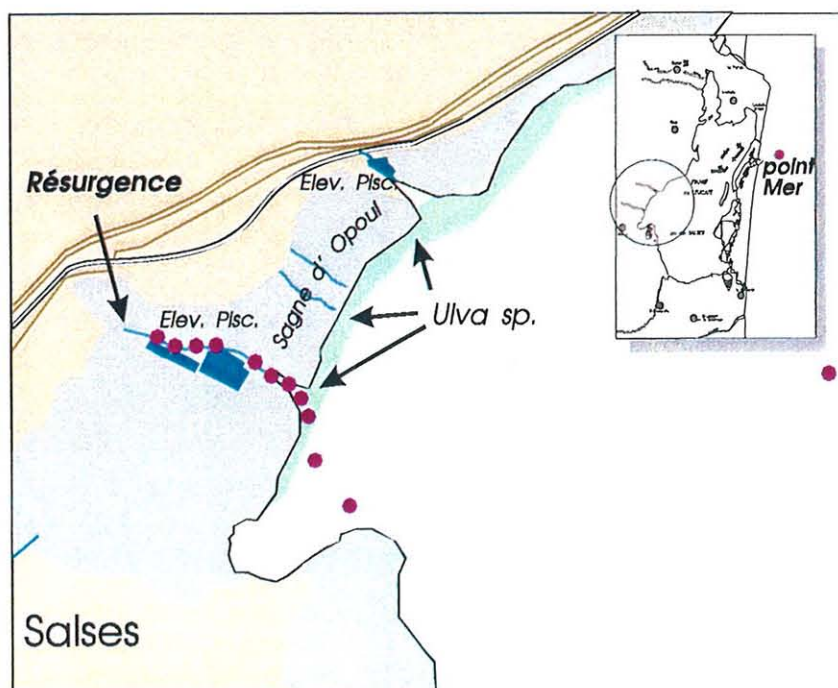 point
Mer
Résurgence
Elev. Pisc.
Sagne d' Opoul
Elev. Pisc.
Ulva sp.
Salses